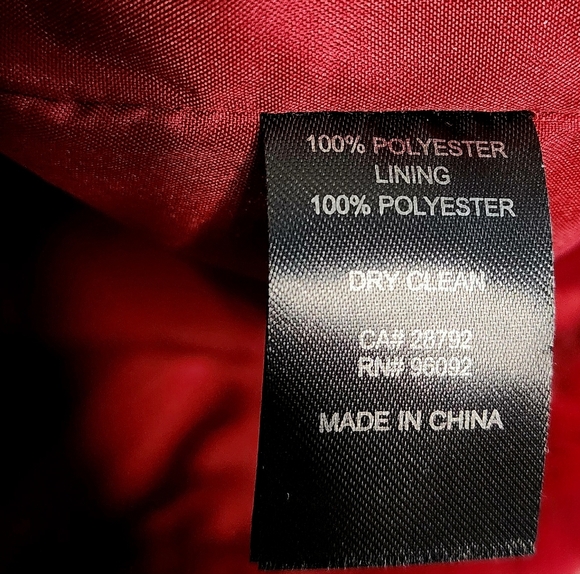 100% POLYESTER
LINING
100% POLYESTER
DRY CLEAN
CA# 28792
RN# 96092
MADE IN CHINA